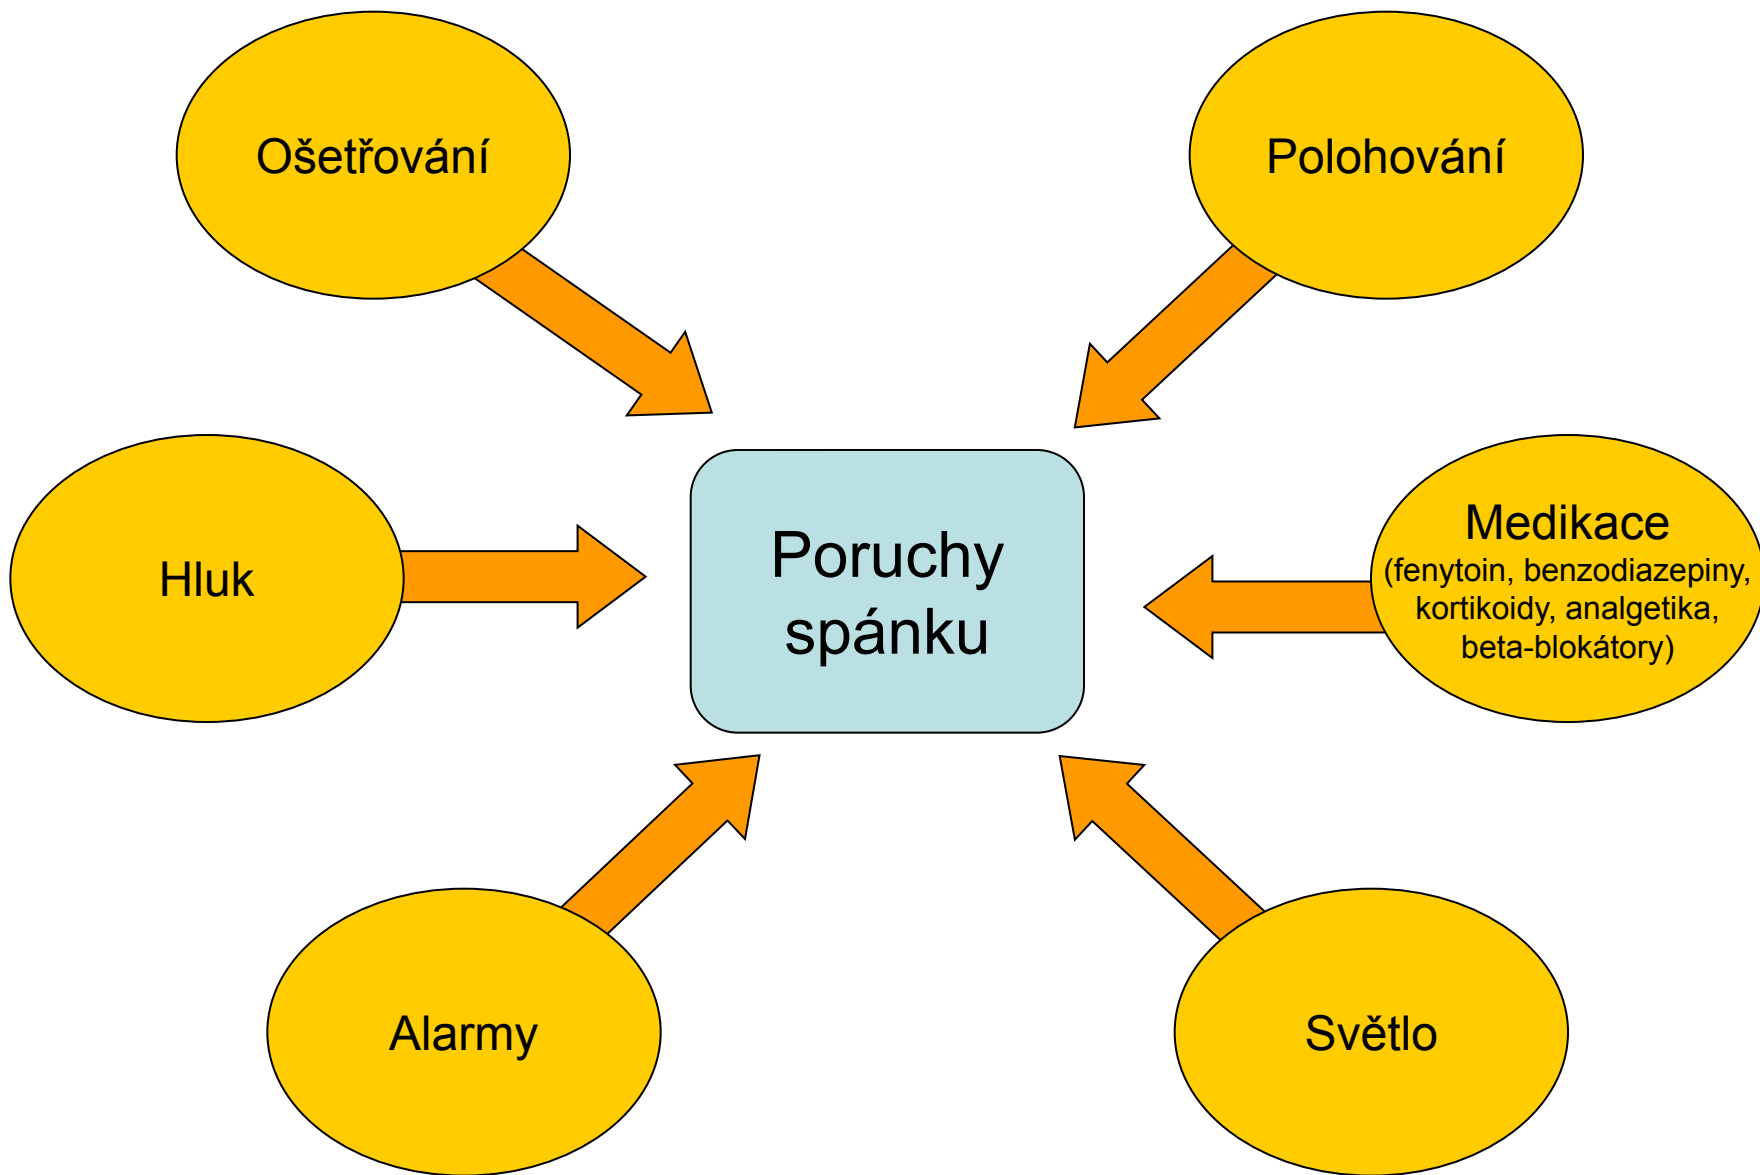 Ošetřování
Polohování
Hluk
Poruchy
spánku
Medikace
(fenytoin, benzodiazepiny,
kortikoidy, analgetika,
beta-blokátory)
Alarmy
Světlo